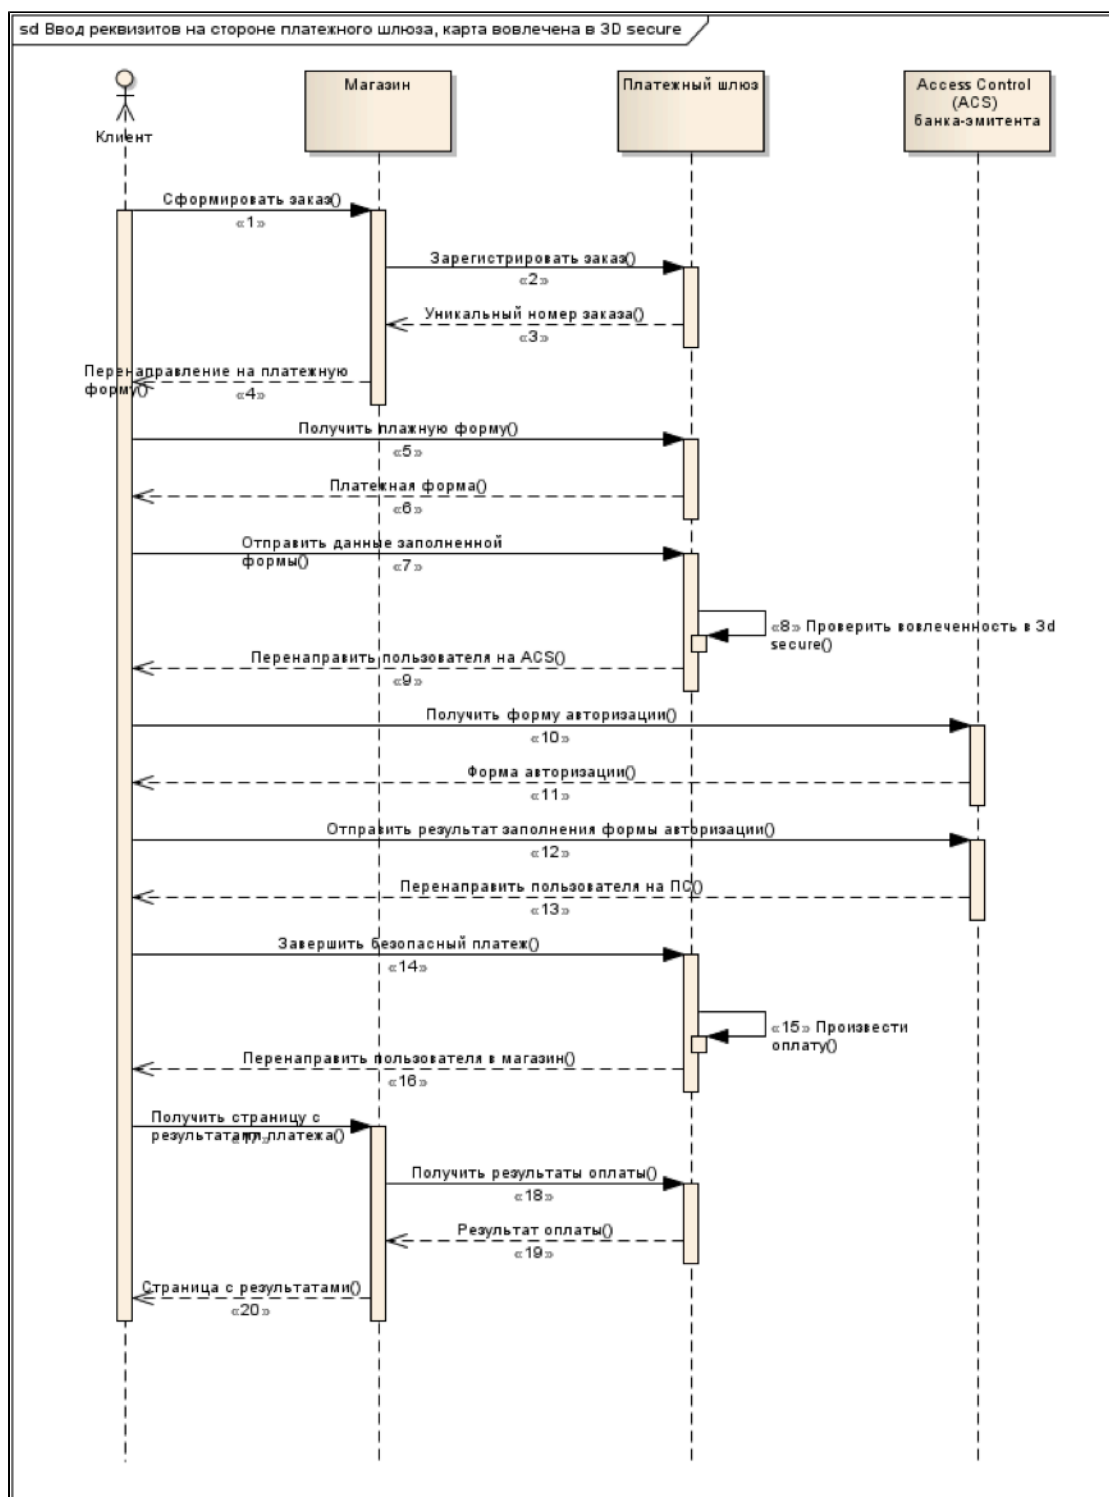 sd Ввод реквизитов на стороне платежного шлюза, карта вовлечена в 3D secure
Клиент
Магазин
Платежный шлюз
Access Control
(ACS)
банка-эмитента
Сформировать заказ()
«1»
Зарегистрировать заказ()
«2»
Уникальный номер заказа()
«3»
Перенаправление на платежную
форму()
«4»
Получить плажную форму()
«5»
Платежная форма()
«6»
Отправить данные заполненной
формы()
«7»
«8» Проверить вовлеченность в 3d
secure()
Перенаправить пользователя на ACS()
«9»
Получить форму авторизации()
«10»
Форма авторизации()
«11»
Отправить результат заполнения формы авторизации()
«12»
Перенаправить пользователя на ПС()
«13»
Завершить безопасный платеж()
«14»
«15» Произвести
оплату()
Перенаправить пользователя в магазин()
«16»
Получить страницу с
результатами платежа()
«17»
Получить результаты оплаты()
«18»
Результат оплаты()
«19»
Страница с результатами()
«20»